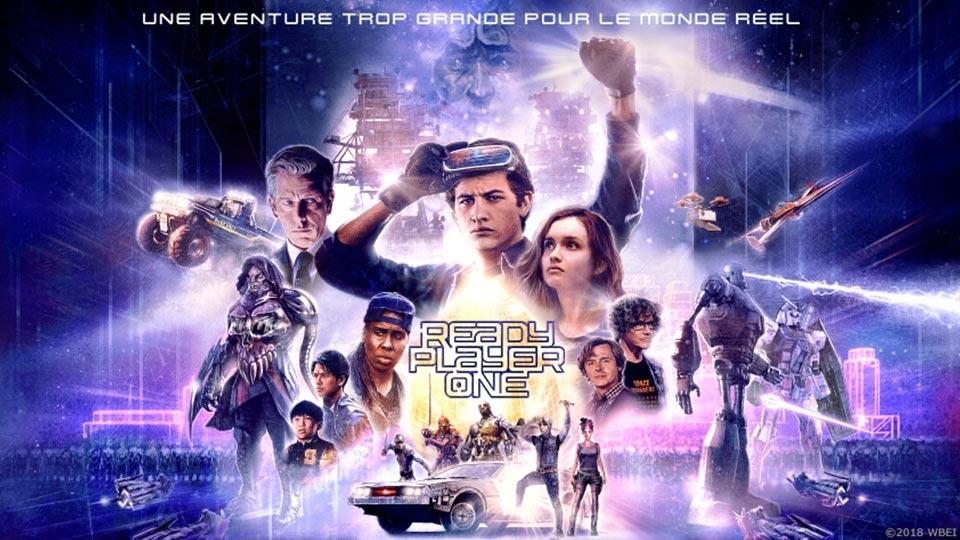 UNE AVENTURE TROP GRANDE POUR LE MONDE RÉEL
READY
PLAYER
ONE
©2018 WBEI